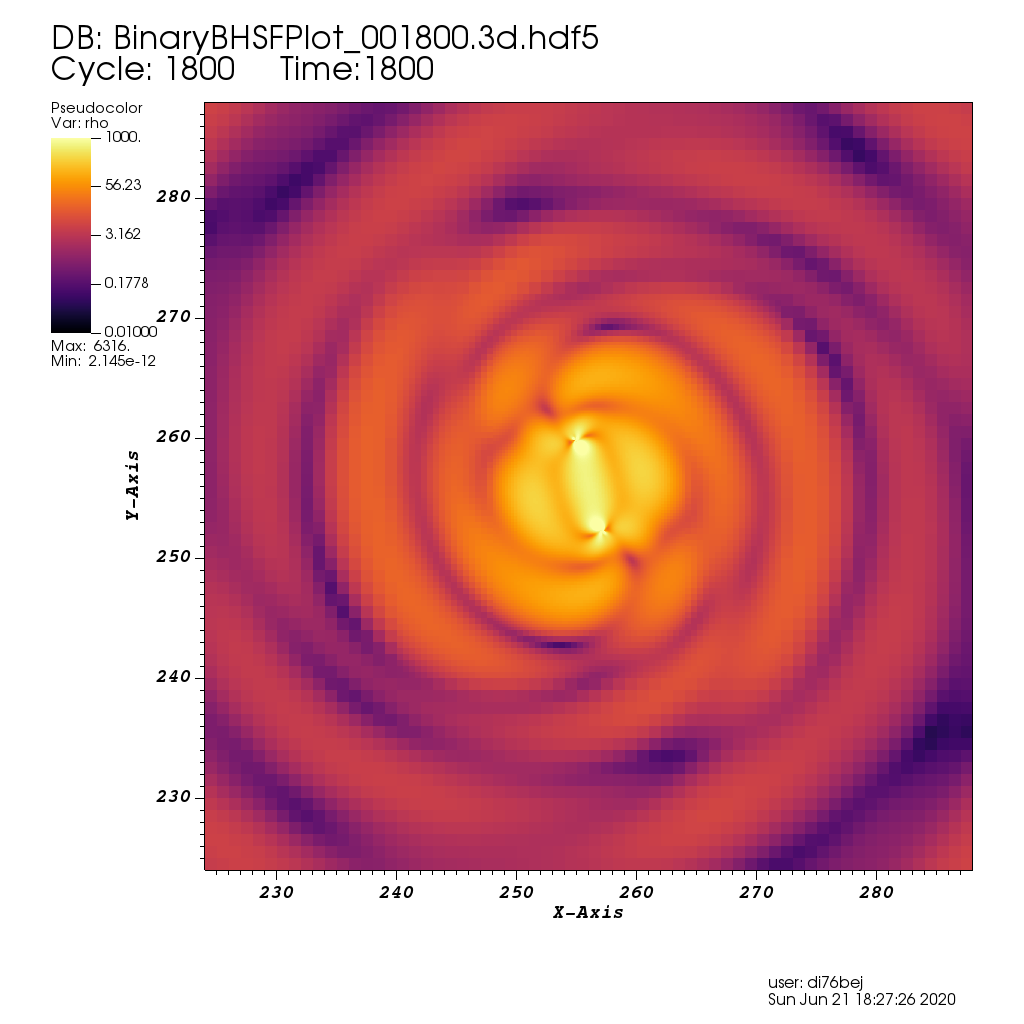 DB: BinaryBHSFPlot_001800.3d.hdf5
Cycle: 1800 Time:1800
Pseudocolor
Var: rho
1000.
56.23
3.162
0.1778
0.01000
Max: 6316.
Min: 2.145e-12
280
270
260
250
240
230
Y-Axis
230 240 250 260 270 280
X-Axis
user: di76bej
Sun Jun 21 18:27:26 2020